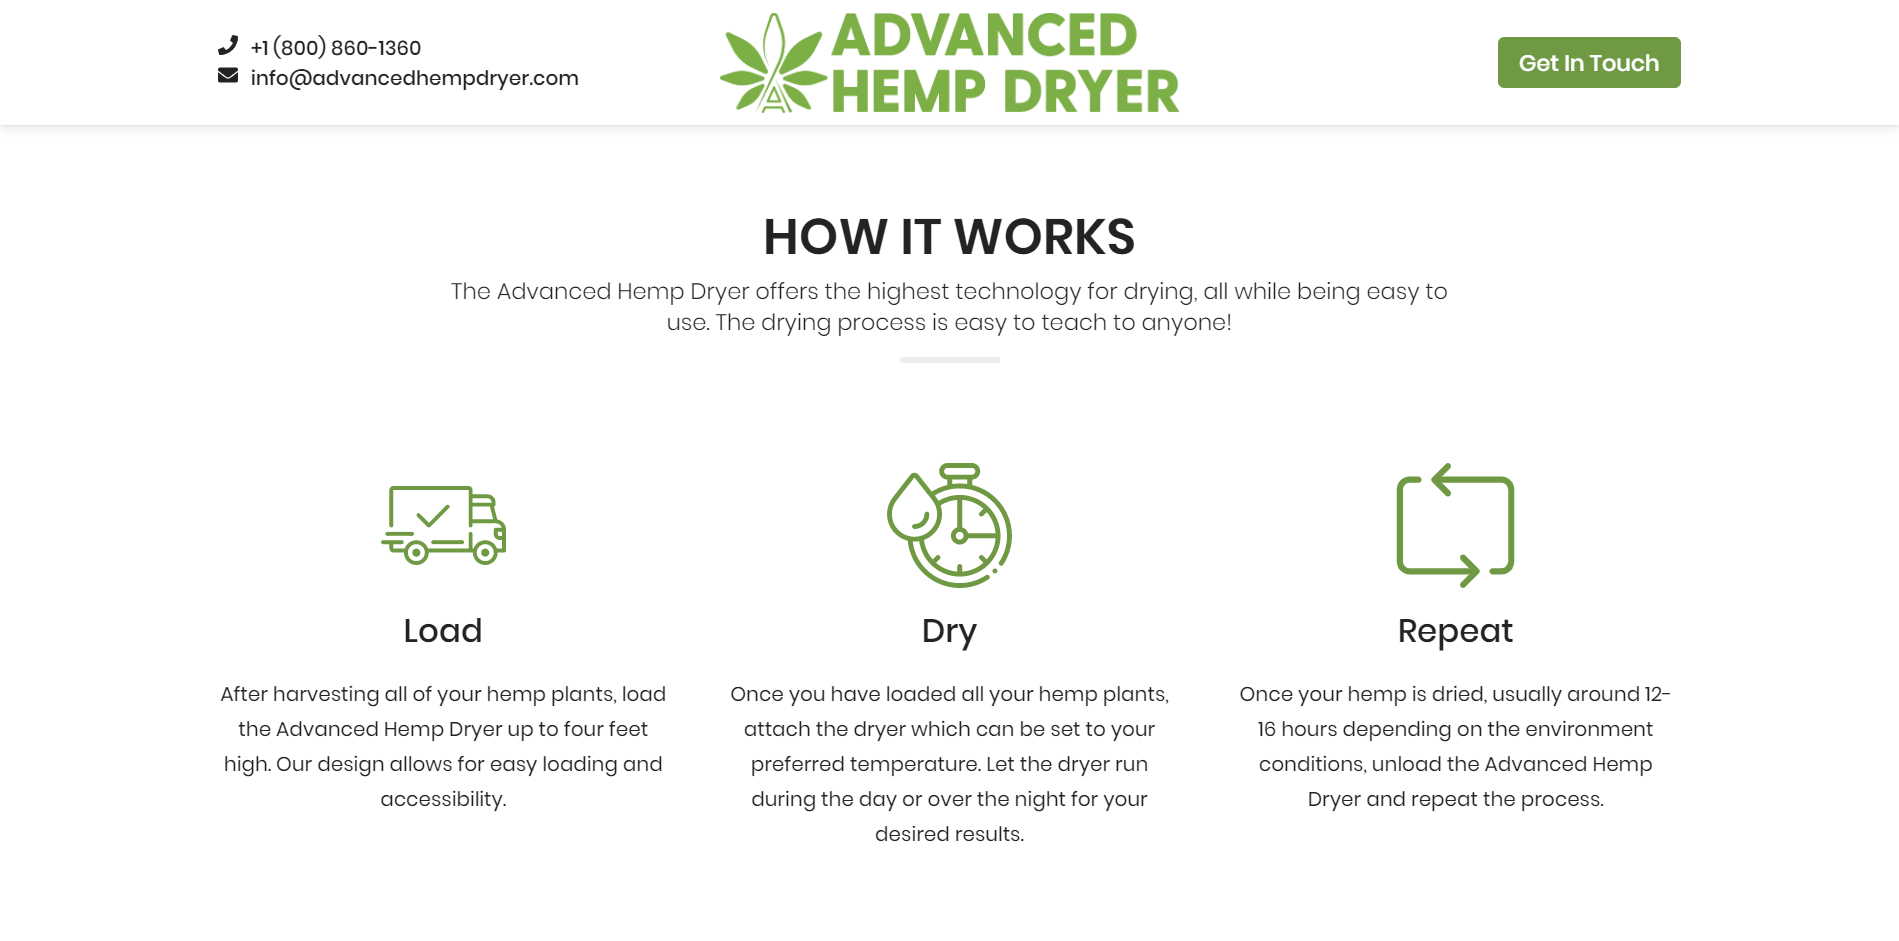 +1 (800) 860-1360
info@advancedhempdryer.com
ADVANCED
HEMP DRYER
Get In Touch
HOW IT WORKS
The Advanced Hemp Dryer offers the highest technology for drying, all while being easy to
use. The drying process is easy to teach to anyone!
Load
After harvesting all of your hemp plants, load
the Advanced Hemp Dryer up to four feet
high. Our design allows for easy loading and
accessibility.
Dry
Once you have loaded all your hemp plants,
attach the dryer which can be set to your
preferred temperature. Let the dryer run
during the day or over the night for your
desired results.
Repeat
Once your hemp is dried, usually around 12-
16 hours depending on the environment
conditions, unload the Advanced Hemp
Dryer and repeat the process.